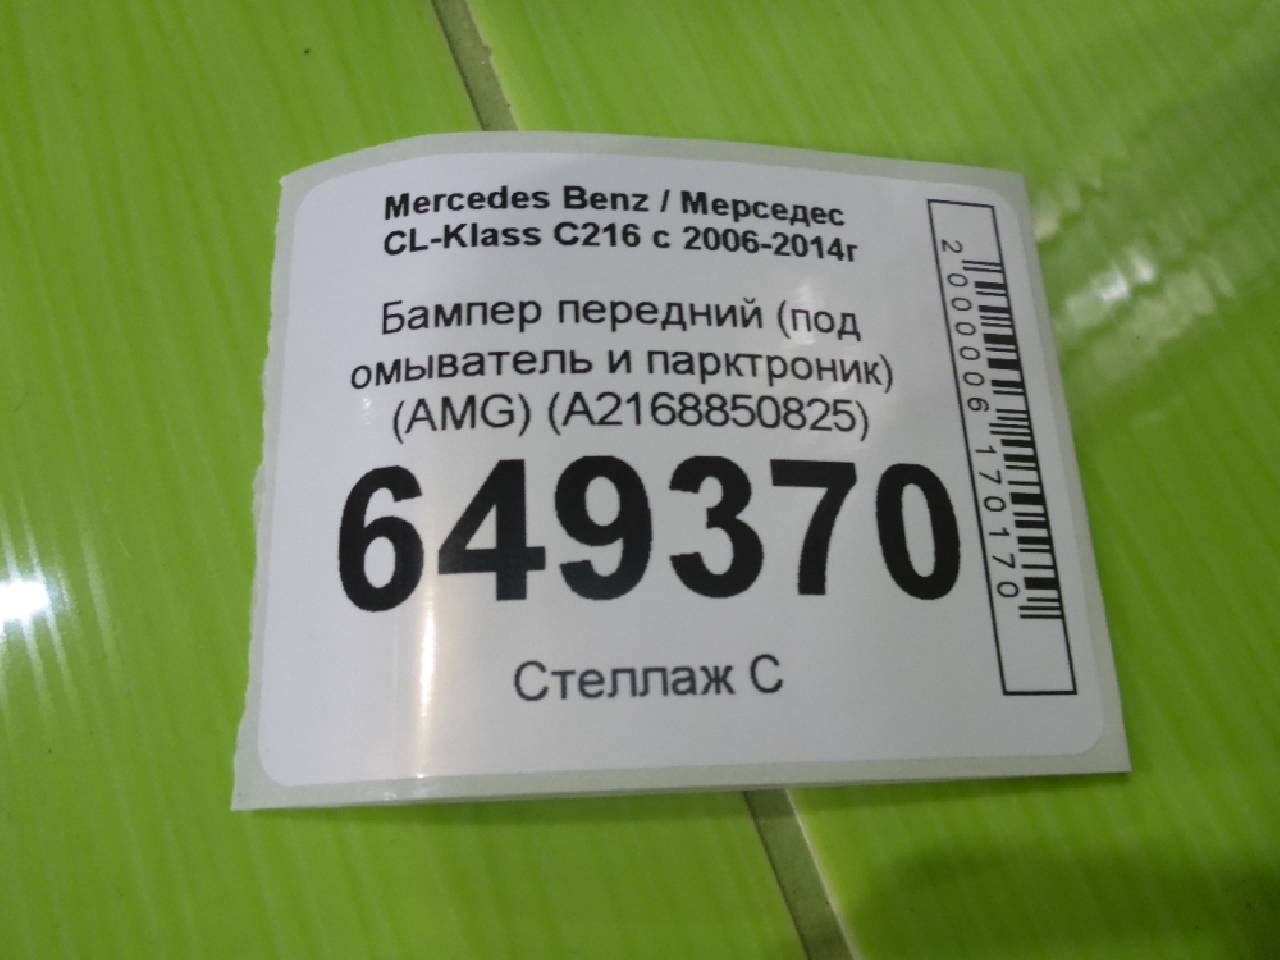 Mercedes Benz / Мерседес
CL-Klass C216 с 2006-2014г
Бампер передний (под
омыватель и парктроник)
(AMG) (A2168850825)
649370
Стеллаж С
2000006170170